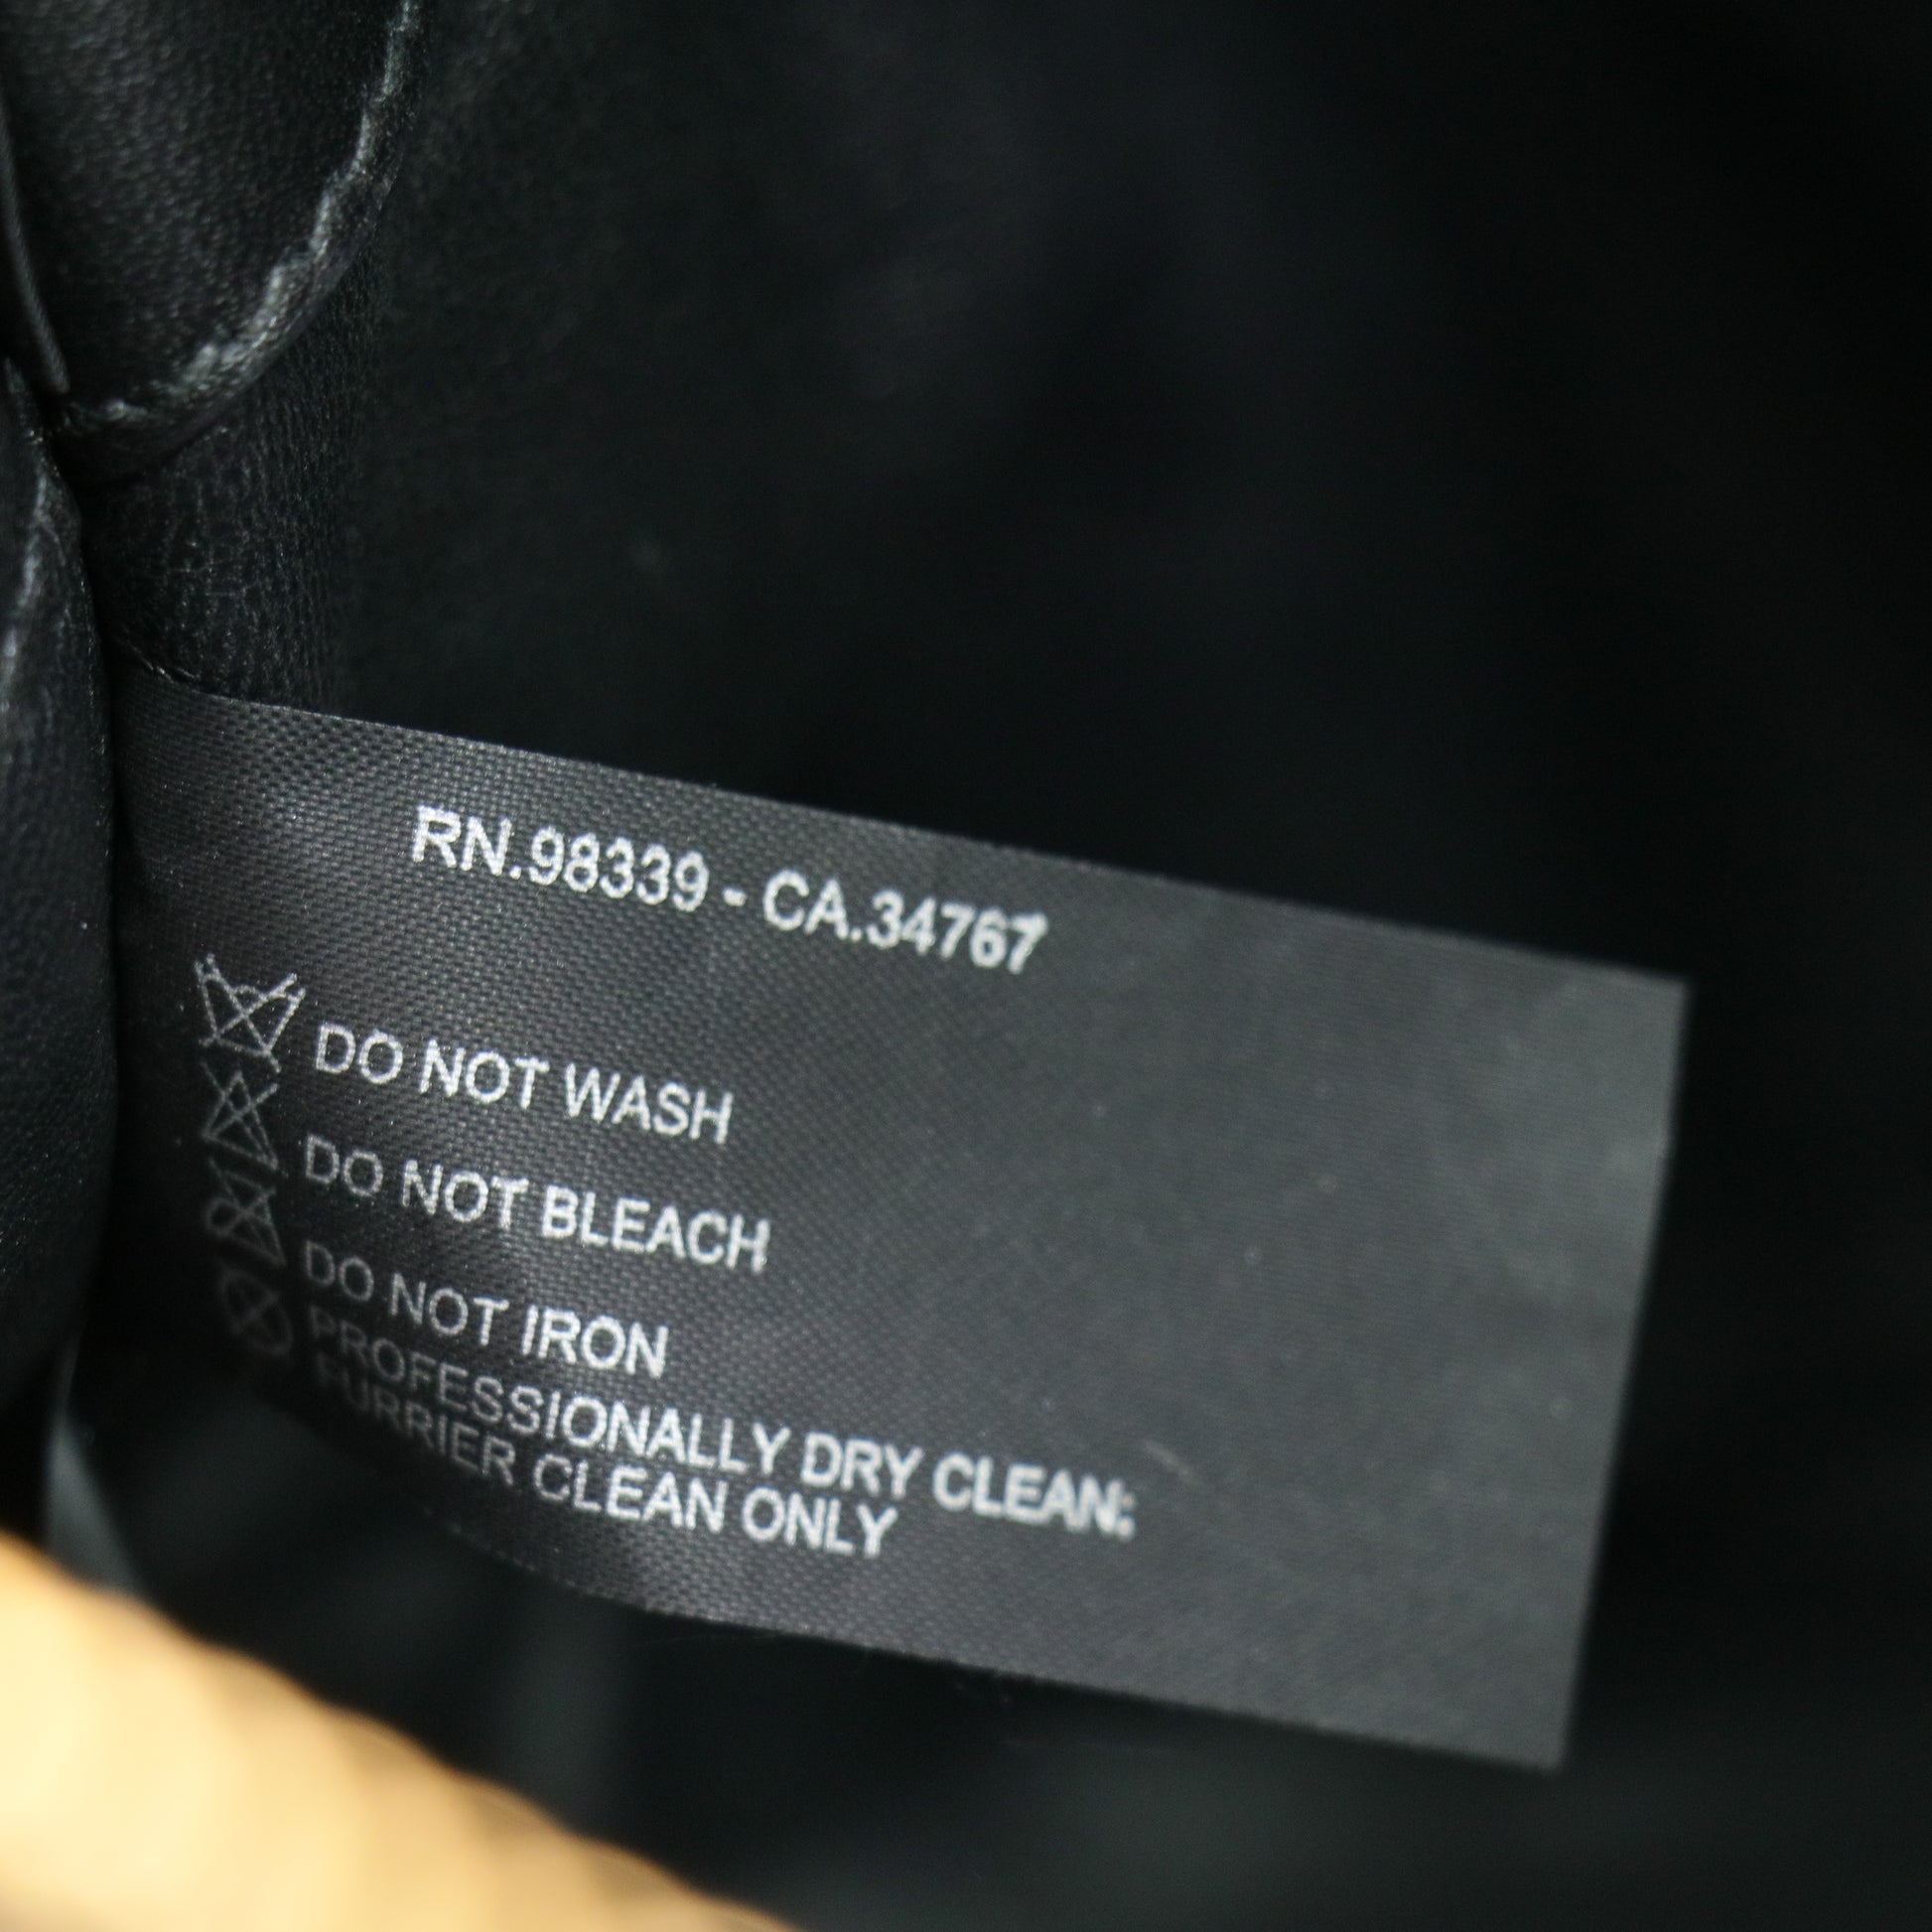 RN.98339 - CA.34767
DO NOT WASH
DO NOT BLEACH
DO NOT IRON
PROFESSIONALLY DRY CLEAN:
FURRIER CLEAN ONLY